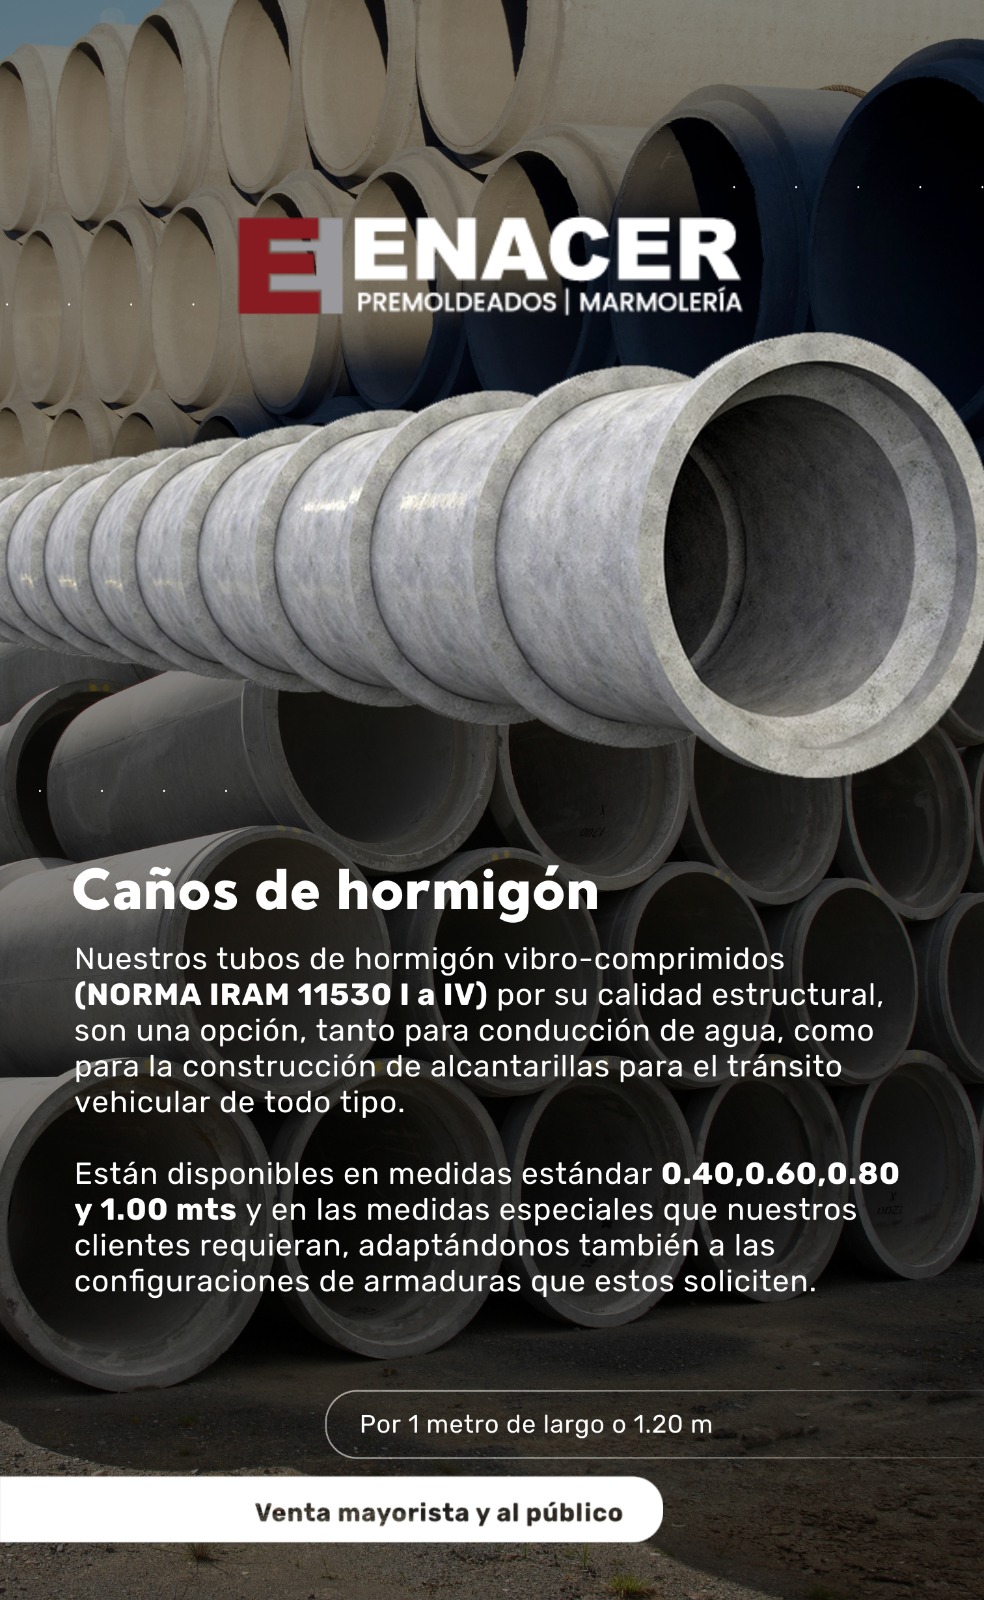 ENACER
PREMOLDEADOS | MARMOLERÍA
Caños de hormigón
Nuestros tubos de hormigón vibro-comprimidos
(NORMA IRAM 11530 I a IV) por su calidad estructural,
son una opción, tanto para conducción de agua, como
para la construcción de alcantarillas para el tránsito
vehicular de todo tipo.
Están disponibles en medidas estándar 0.40,0.60,0.80
y 1.00 mts y en las medidas especiales que nuestros
clientes requieran, adaptándonos también a las
configuraciones de armaduras que estos soliciten.
Por 1 metro de largo o 1.20 m
Venta mayorista y al público